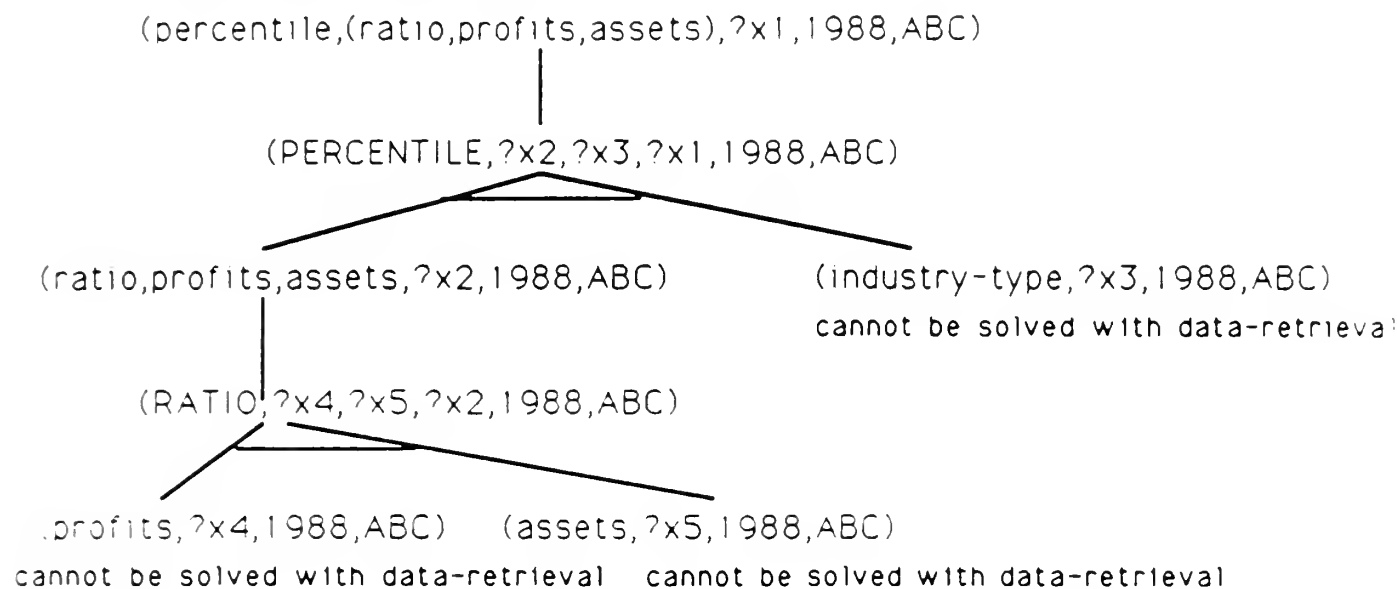 (percentile,(ratio,profits,assets),?x1,1988,ABC)
(PERCENTILE,?x2,?x3,?x1,1988,ABC)
(ratio,profits,assets,?x2,1988,ABC) (industry-type,?x3,1988,ABC)
cannot be solved with data-retrieval
(RATIO,?x4,?x5,?x2,1988,ABC)
(profits,?x4,1988,ABC) (assets,?x5,1988,ABC)
cannot be solved with data-retrieval cannot be solved with data-retrieval